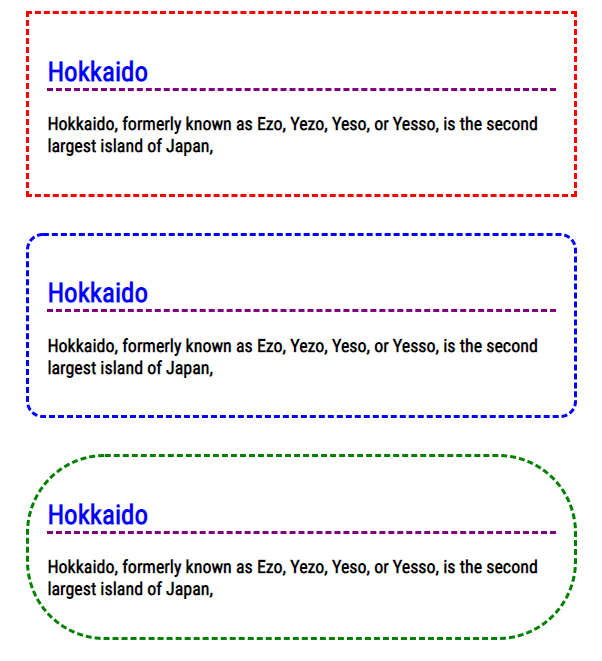 Hokkaido
Hokkaido, formerly known as Ezo, Yezo, Yeso, or Yesso, is the second
largest island of Japan,
Hokkaido
Hokkaido, formerly known as Ezo, Yezo, Yeso, or Yesso, is the second
largest island of Japan,
Hokkaido
Hokkaido, formerly known as Ezo, Yezo, Yeso, or Yesso, is the second
largest island of Japan,